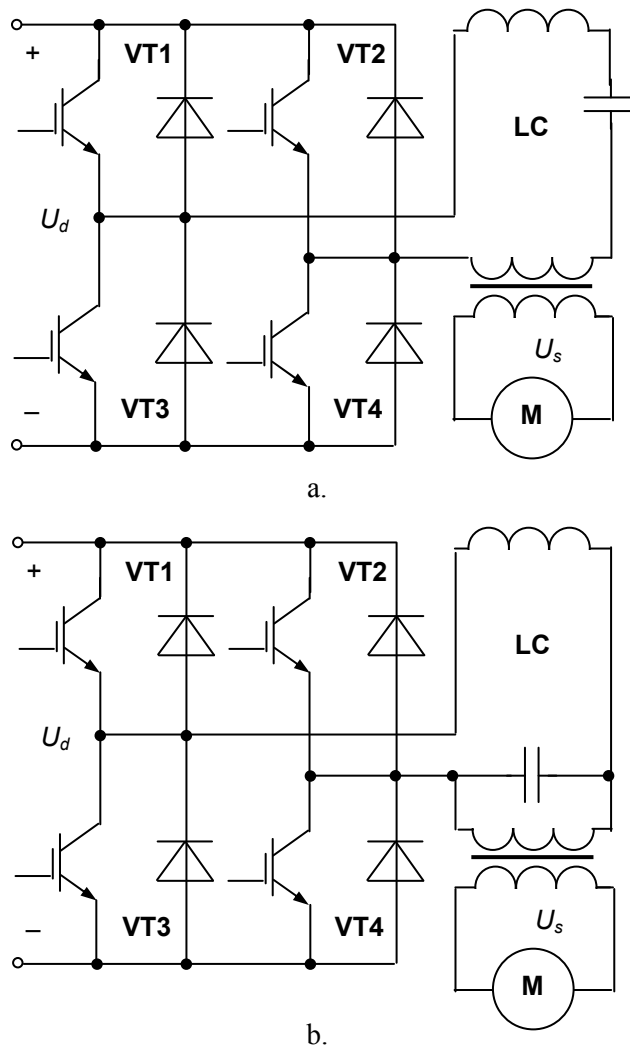 + VT1 VT2
LC
U_d
U_s
– VT3 VT4 M
a.
+ VT1 VT2
LC
U_d
– VT3 VT4 U_s
M
b.